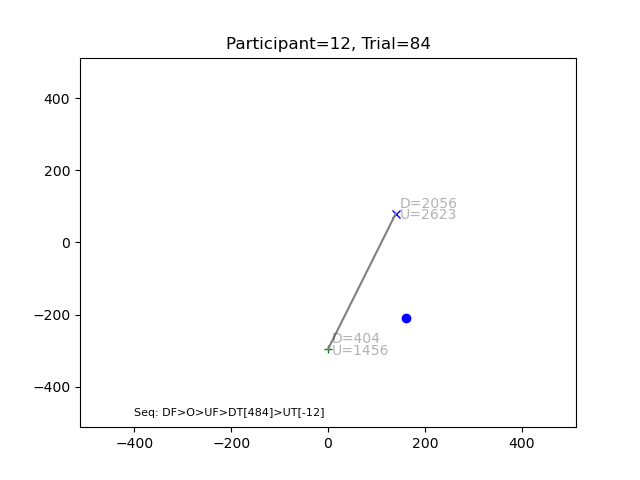 Participant=12, Trial=84
400
200
0
−200
−400
D=2056
U=2623
D=404
U=1456
Seq: DF>O>UF>DT[484]>UT[-12]
−400 −200 0 200 400